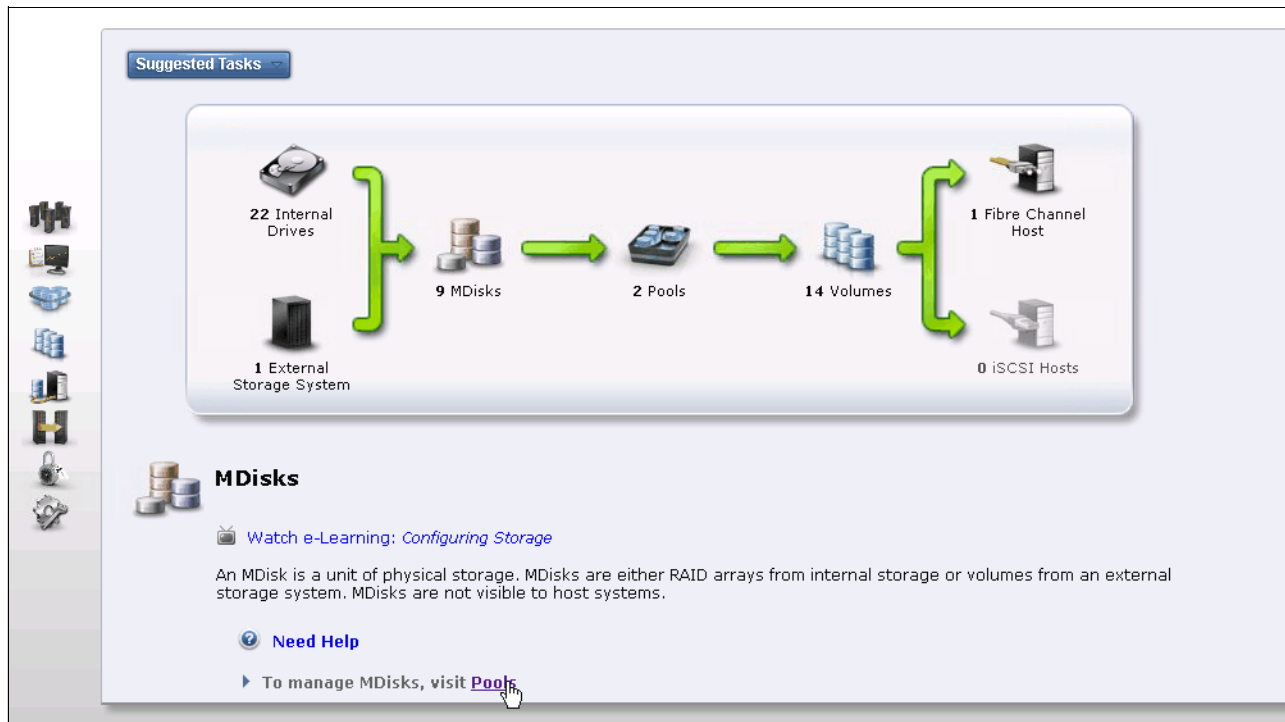 Suggested Tasks
22 Internal
Drives
1 External
Storage System
9 MDisks
2 Pools
14 Volumes
1 Fibre Channel
Host
0 iSCSI Hosts
MDisks
Watch e-Learning: Configuring Storage
An MDisk is a unit of physical storage. MDisks are either RAID arrays from internal storage or volumes from an external
storage system. MDisks are not visible to host systems.
Need Help
To manage MDisks, visit Pools